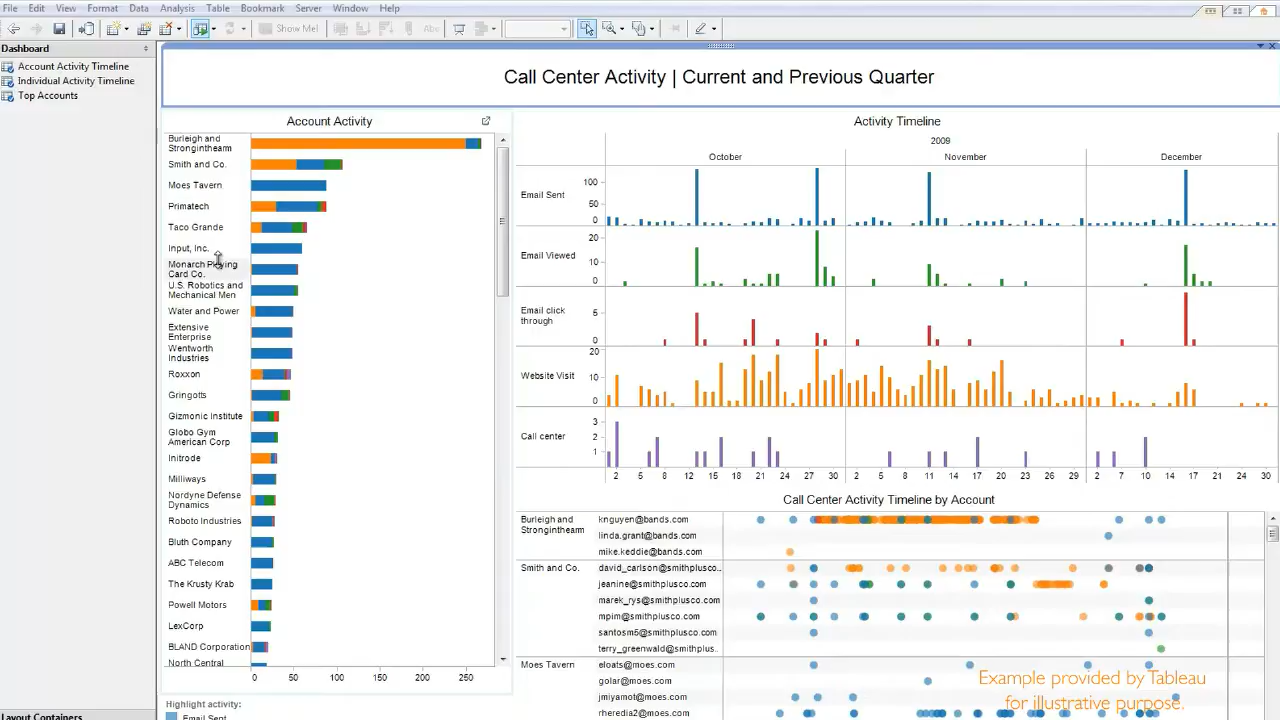 File Edit View Format Data Analysis Table Bookmark Server Window Help
Show Me!
Abc
Dashboard
Account Activity Timeline
Individual Activity Timeline
Top Accounts
Layout Containers
Call Center Activity | Current and Previous Quarter
Account Activity
Burleigh and
Strongintheam
Smith and Co.
Moes Tavern
Primatech
Taco Grande
Input, Inc.
Monarch Playing
Card Co.
U.S. Robotics and
Mechanical Men
Water and Power
Extensive
Enterprise
Wentworth
Industries
Roxxon
Gringotts
Gizmonic Institute
Globo Gym
American Corp
Initrode
Milliways
Nordyne Defense
Dynamics
Roboto Industries
Bluth Company
ABC Telecom
The Krusty Krab
Powell Motors
LexCorp
BLAND Corporation
North Central
0 50 100 150 200 250
Highlight activity:
Email Sent
Activity Timeline
2009
October November December
Email Sent
100
50
0
Email Viewed
20
10
0
Email click
through
5
0
Website Visit
20
10
0
Call center
3
2
1
2 5 8 11 14 17 20 24 27 30 2 5 8 11 14 17 20 23 26 29 1 4 7 10 14 17 20 24 30
Call Center Activity Timeline by Account
Burleigh and
Strongintheam
knguyen@bands.com
linda.grant@bands.com
mike.keddie@bands.com
Smith and Co.
david_carlson@smithplusco..
jeanine@smithplusco.com
marek_rys@smithplusco.com
mpim@smithplusco.com
santosm5@smithplusco.com
terry_greenwald@smithplus..
Moes Tavern
eloats@moes.com
golar@moes.com
jmiyamot@moes.com
rheredia2@moes.com
Example provided by Tableau
for illustrative purpose.